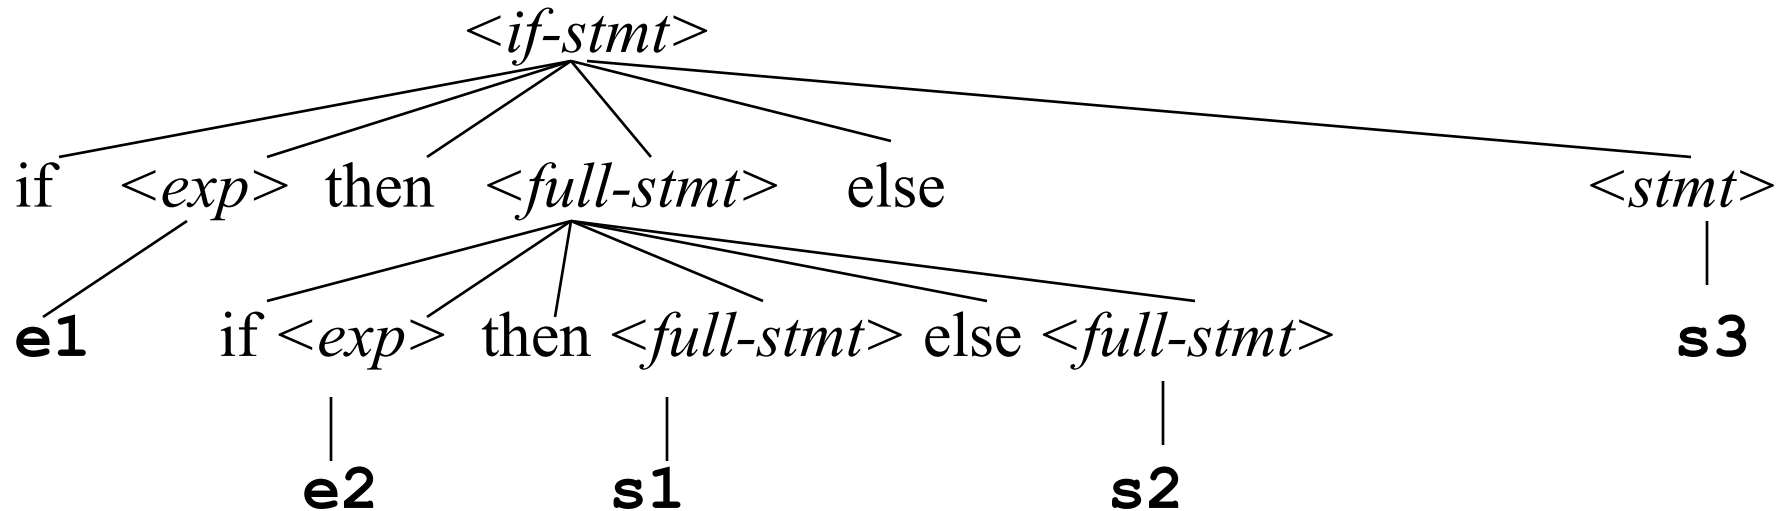 <if-stmt>
if <exp> then <full-stmt> else <stmt>
e1 if <exp> then <full-stmt> else <full-stmt> s3
e2 s1 s2